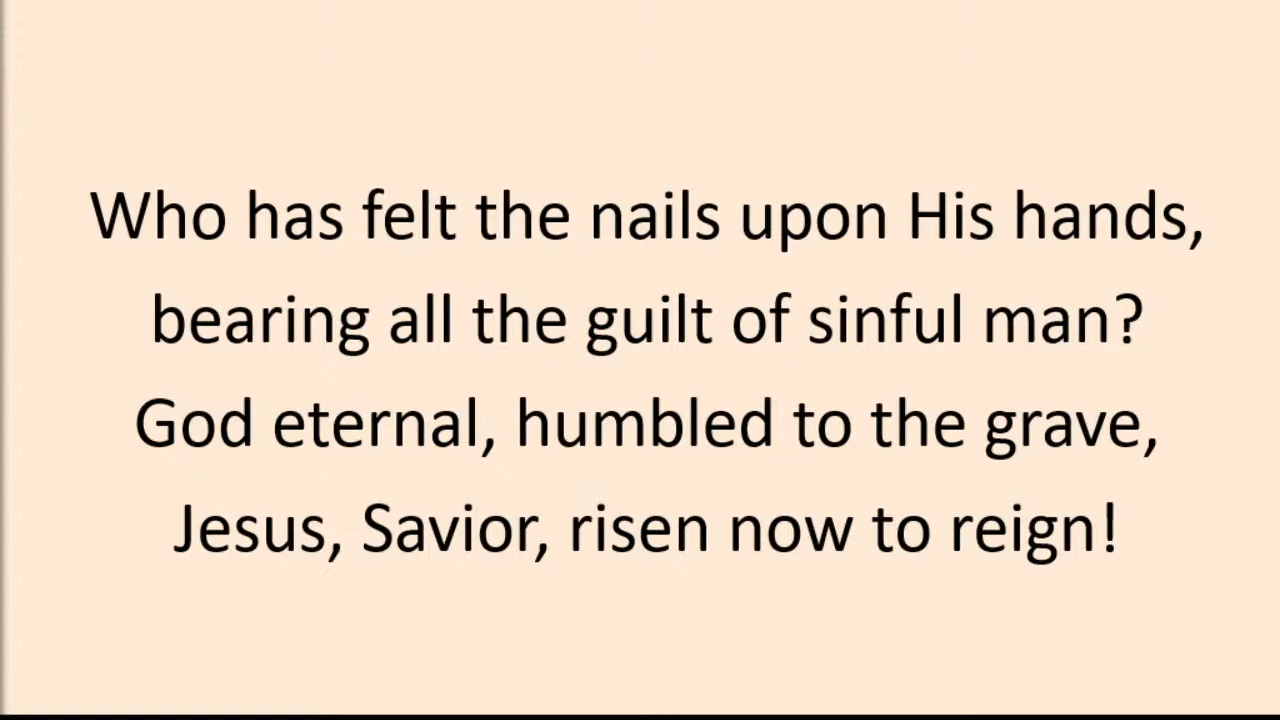 Who has felt the nails upon His hands,
bearing all the guilt of sinful man?
God eternal, humbled to the grave,
Jesus, Savior, risen now to reign!